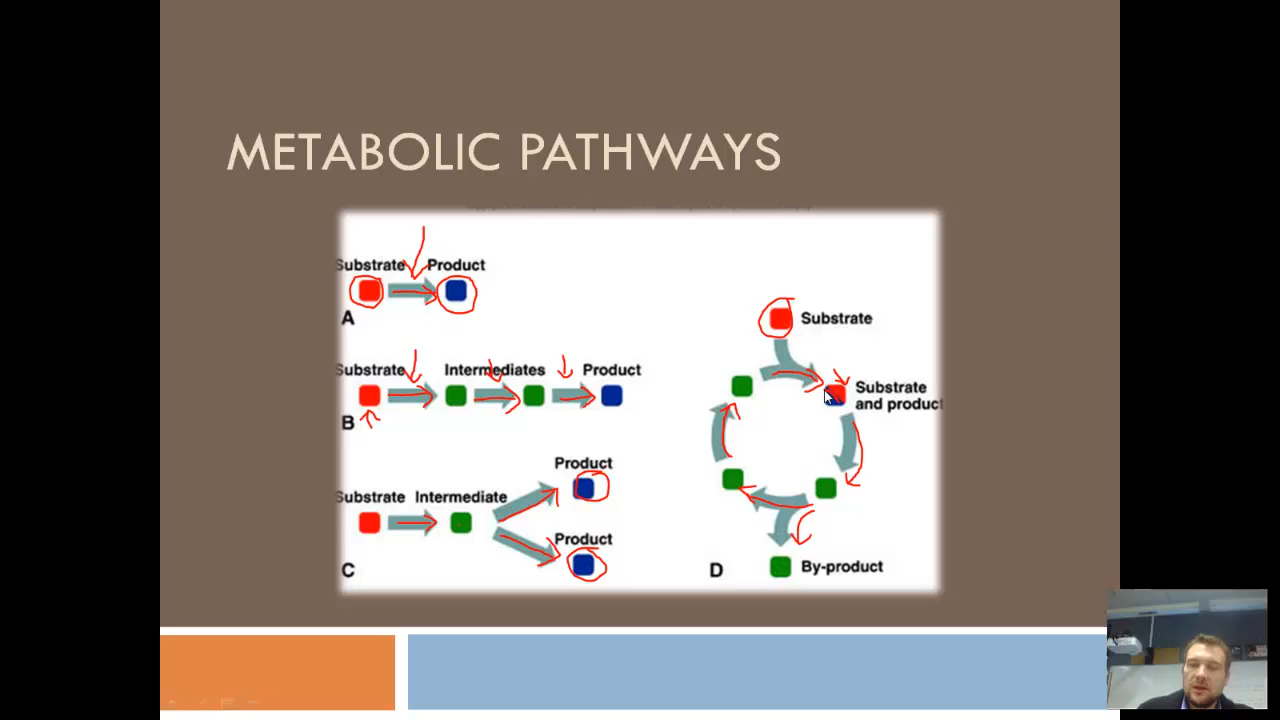 METABOLIC PATHWAYS
Substrate Product
A
Substrate Intermediates Product
B
Product
Substrate Intermediate
Product
C
Substrate
Substrate
and product
By-product
D